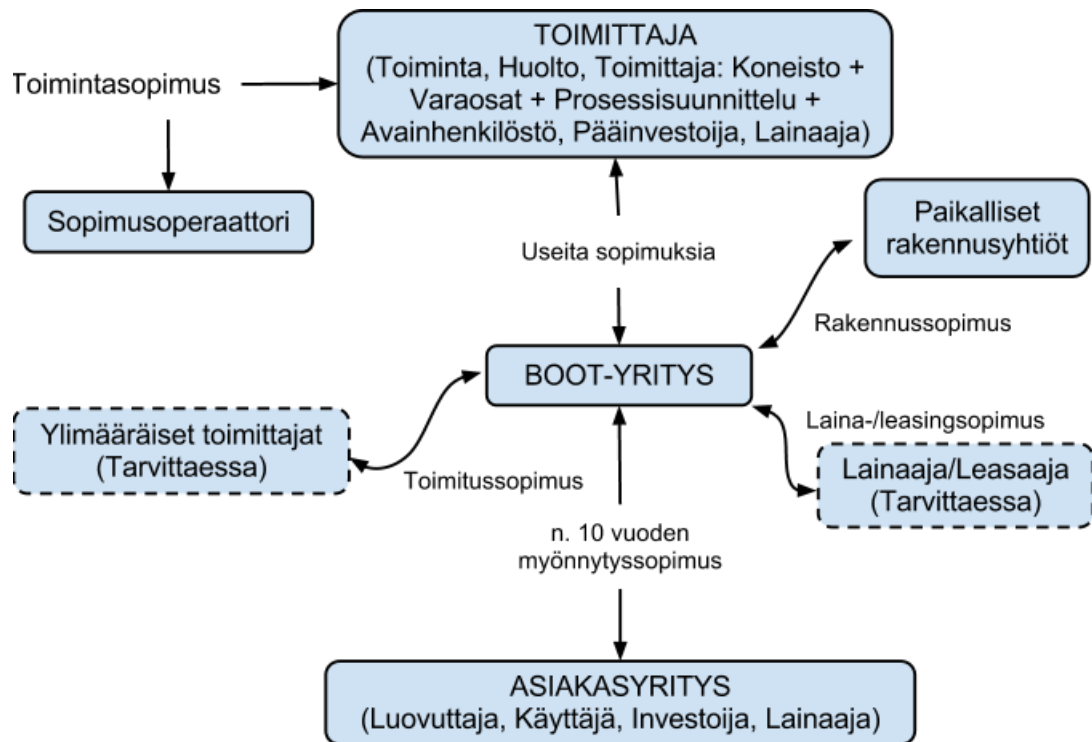 TOIMITTAJA
(Toiminta, Huolto, Toimittaja: Koneisto +
Varaosat + Prosessisuunnittelu +
Avainhenkilöstö, Pääinvestoija, Lainaaja)
Toimintasopimus
Sopimusoperaattori
Paikalliset
rakennusyhtiöt
Useita sopimuksia
Rakennussopimus
BOOT-YRITYS
Laina-/leasingsopimus
Ylimääräiset toimittajat
(Tarvittaessa)
Toimitussopimus
Lainaaja/Leasaaja
(Tarvittaessa)
n. 10 vuoden
myönnytyssopimus
ASIAKASYRITYS
(Luovuttaja, Käyttäjä, Investoija, Lainaaja)